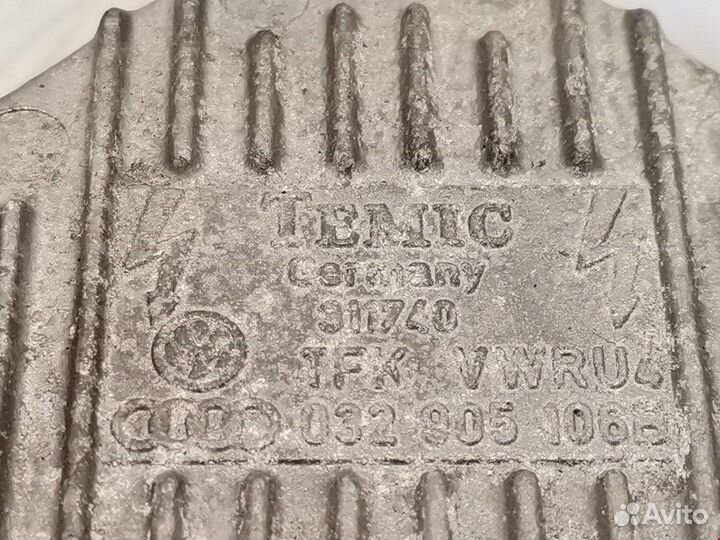 TEMIC
Germany
911740
TFK VWRU4
032 905 106B
Avito